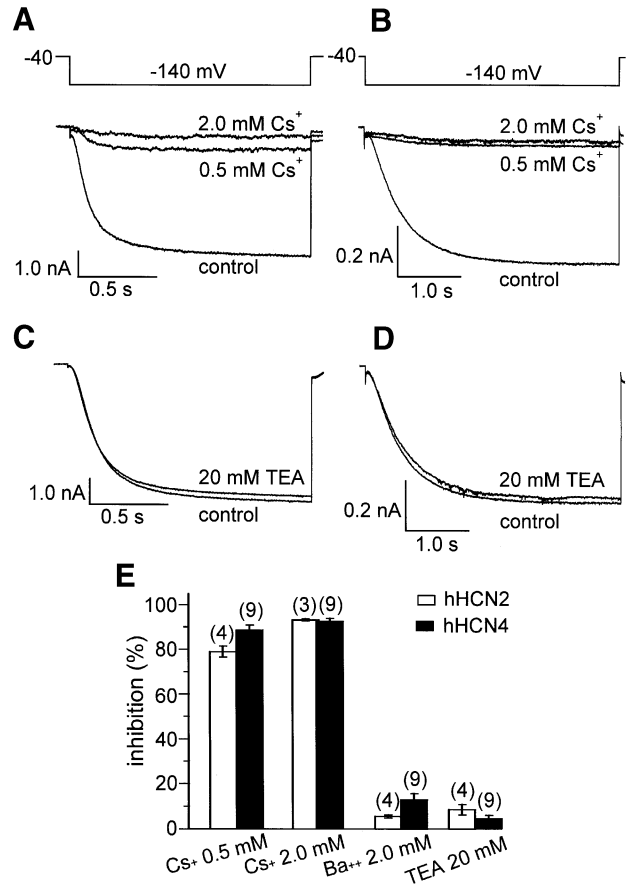 A
-40
-140 mV
2.0 mM Cs+
0.5 mM Cs+
control
1.0 nA
0.5 s
B
-40
-140 mV
2.0 mM Cs+
0.5 mM Cs+
control
0.2 nA
1.0 s
C
20 mM TEA
control
1.0 nA
0.5 s
D
20 mM TEA
control
0.2 nA
1.0 s
E
inhibition (%)
100
80
60
40
20
0
(4) (9)
(3) (9)
(4) (9)
(4) (9)
hHCN2
hHCN4
Cs+ 0.5 mM
Cs+ 2.0 mM
Ba++ 2.0 mM
TEA 20 mM